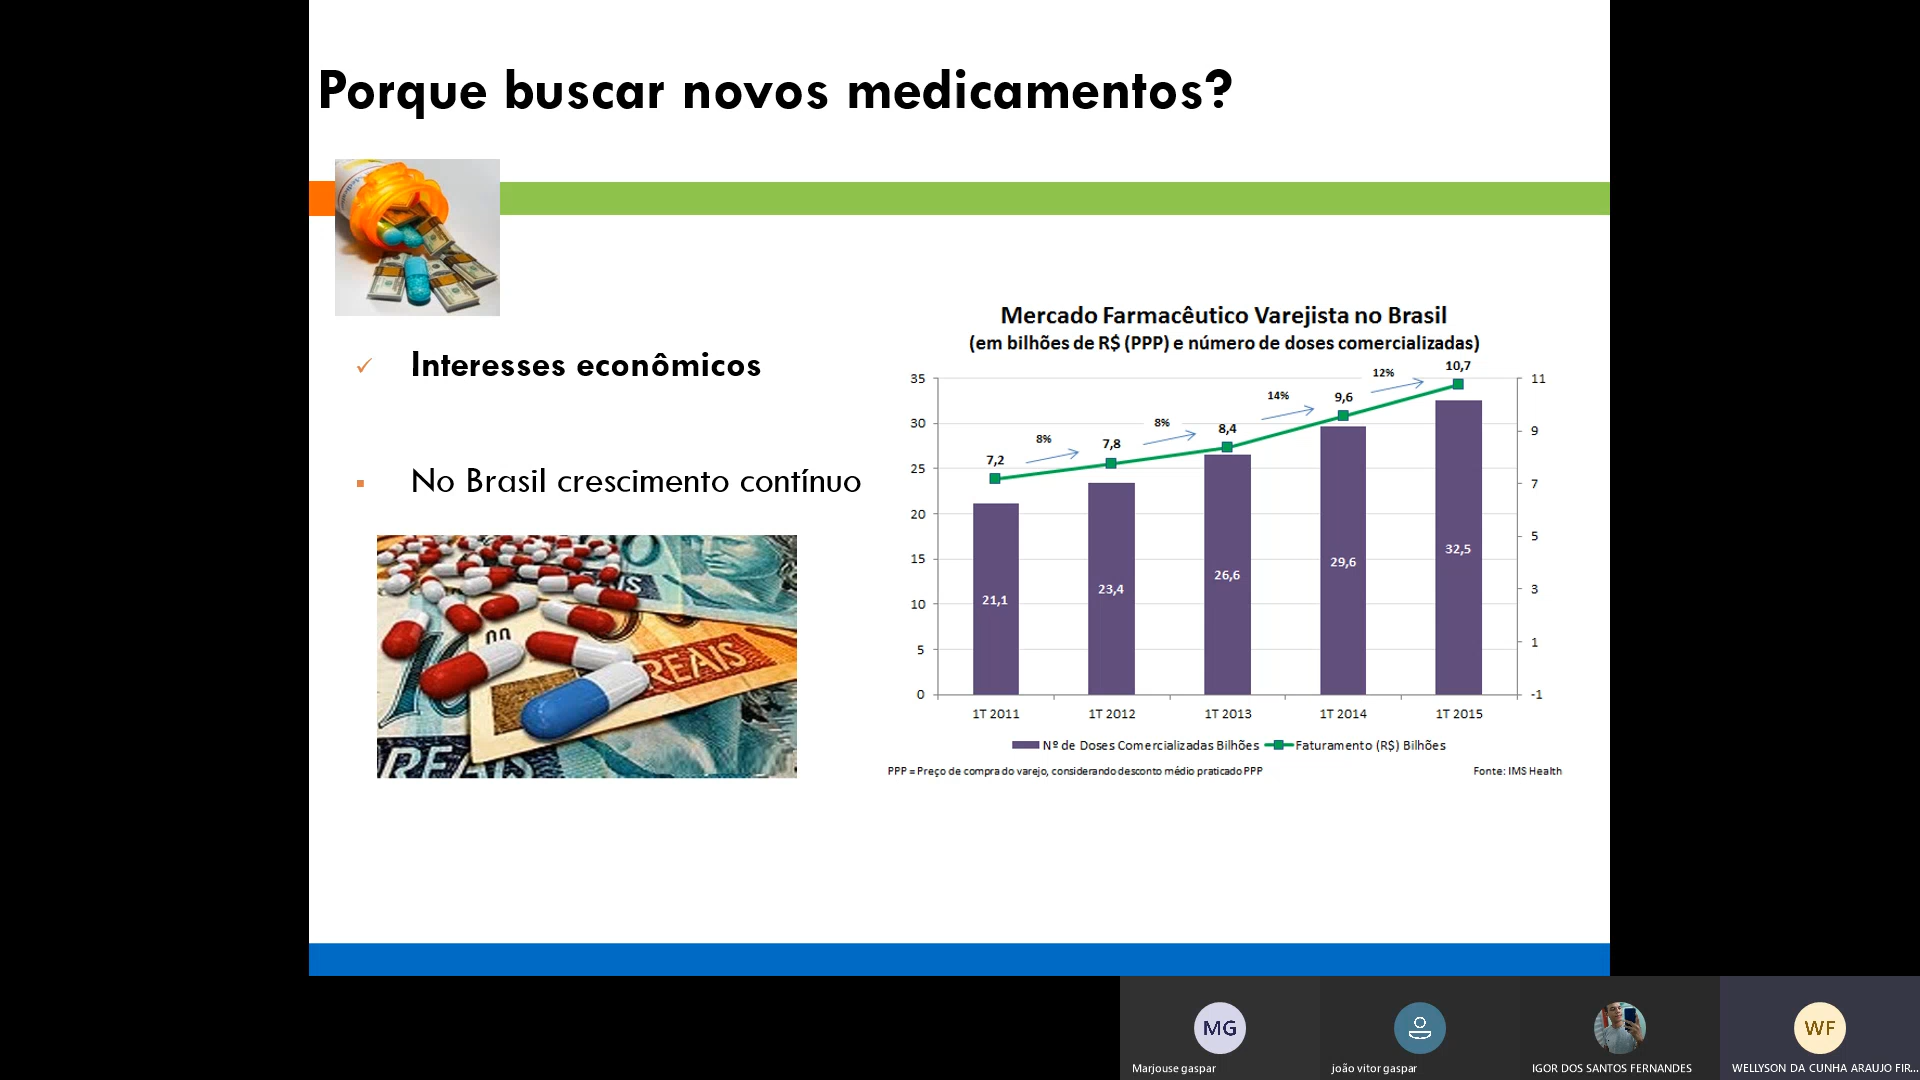 Porque buscar novos medicamentos?
Interesses econômicos
No Brasil crescimento contínuo
REAIS
REAIS
Mercado Farmacêutico Varejista no Brasil
(em bilhões de R$ (PPP) e número de doses comercializadas)
35
30
25
20
15
10
5
0
11
9
7
5
3
1
-1
7,2
8%
7,8
8%
8,4
14%
9,6
12%
10,7
21,1
23,4
26,6
29,6
32,5
1T 2011
1T 2012
1T 2013
1T 2014
1T 2015
Nº de Doses Comercializadas Bilhões
Faturamento (R$) Bilhões
PPP = Preço de compra do varejo, considerando desconto médio praticado PPP
Fonte: IMS Health
MG
WF
Marjouse gaspar
joão vitor gaspar
IGOR DOS SANTOS FERNANDES
WELLYSON DA CUNHA ARAUJO FIR...